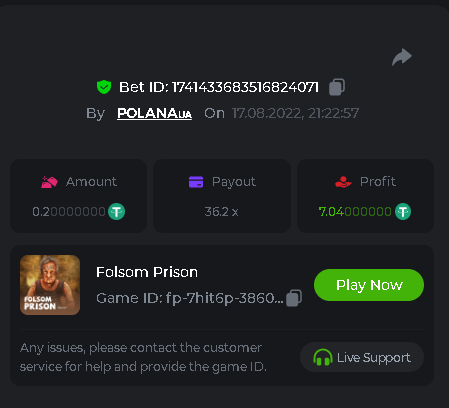 Bet ID: 1741433683516824071
By POLANAUA On 17.08.2022, 21:22:57
Amount Payout Profit
0.20000000 36.2 x 7.04000000
FOLSOM PRISON
Folsom Prison
Game ID: fp-7hit6p-3860...
Play Now
Any issues, please contact the customer
service for help and provide the game ID.
Live Support